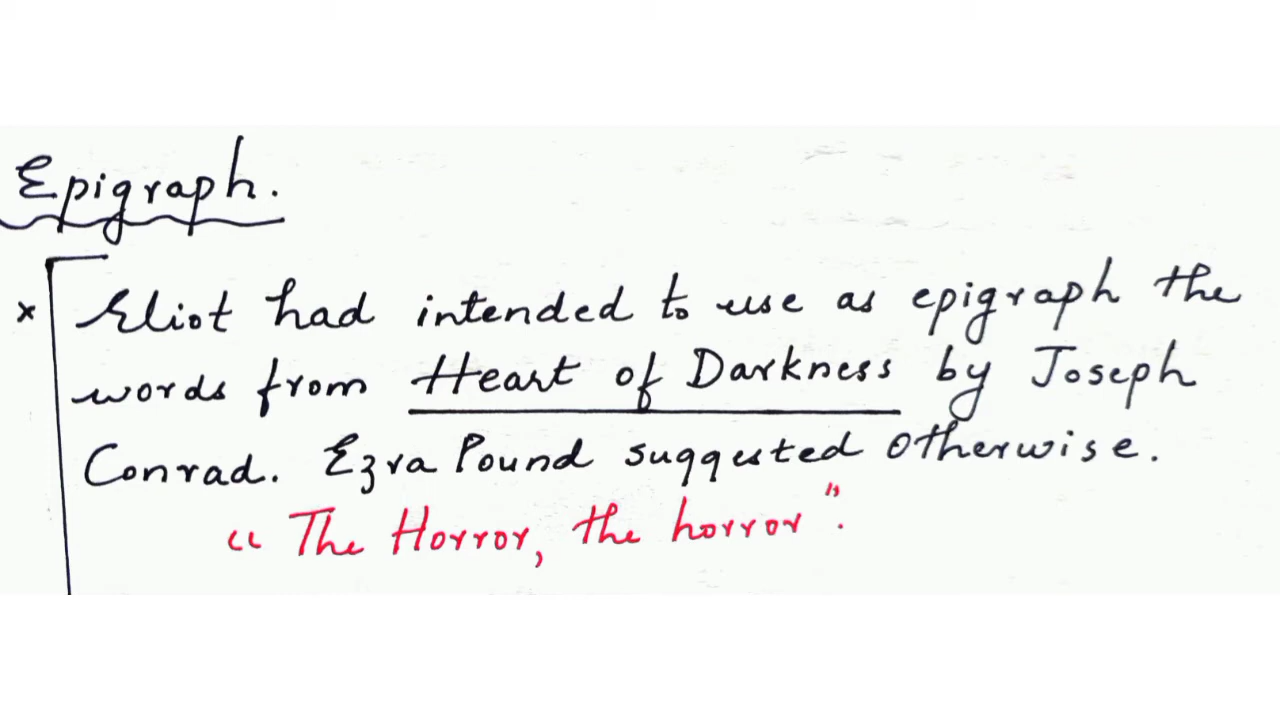 Epigraph.
× Eliot had intended to use as epigraph the
words from Heart of Darkness by Joseph
Conrad. Ezra Pound suggested otherwise.
"The Horror, the horror".